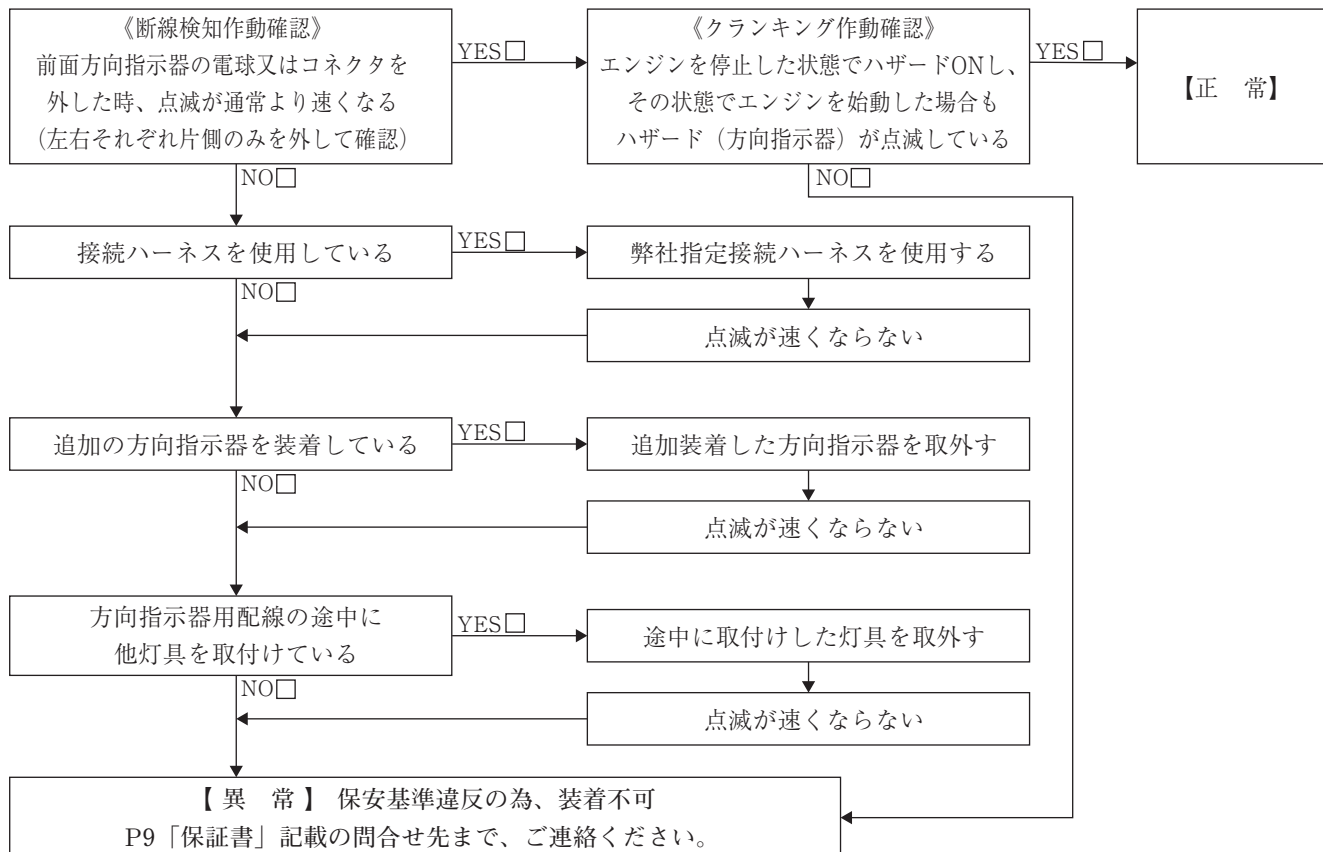 《断線検知作動確認》
前面方向指示器の電球又はコネクタを
外した時、点滅が通常より速くなる
(左右それぞれ片側のみを外して確認)
YES□
《クランキング作動確認》
エンジンを停止した状態でハザードONし、
その状態でエンジンを始動した場合も
ハザード(方向指示器)が点滅している
YES□
【正　常】
NO□
NO□
接続ハーネスを使用している
YES□
弊社指定接続ハーネスを使用する
NO□
点滅が速くならない
追加の方向指示器を装着している
YES□
追加装着した方向指示器を取外す
NO□
点滅が速くならない
方向指示器用配線の途中に
他灯具を取付けている
YES□
途中に取付けした灯具を取外す
NO□
点滅が速くならない
【 異　常 】 保安基準違反の為、装着不可
P9「保証書」記載の問合せ先まで、ご連絡ください。